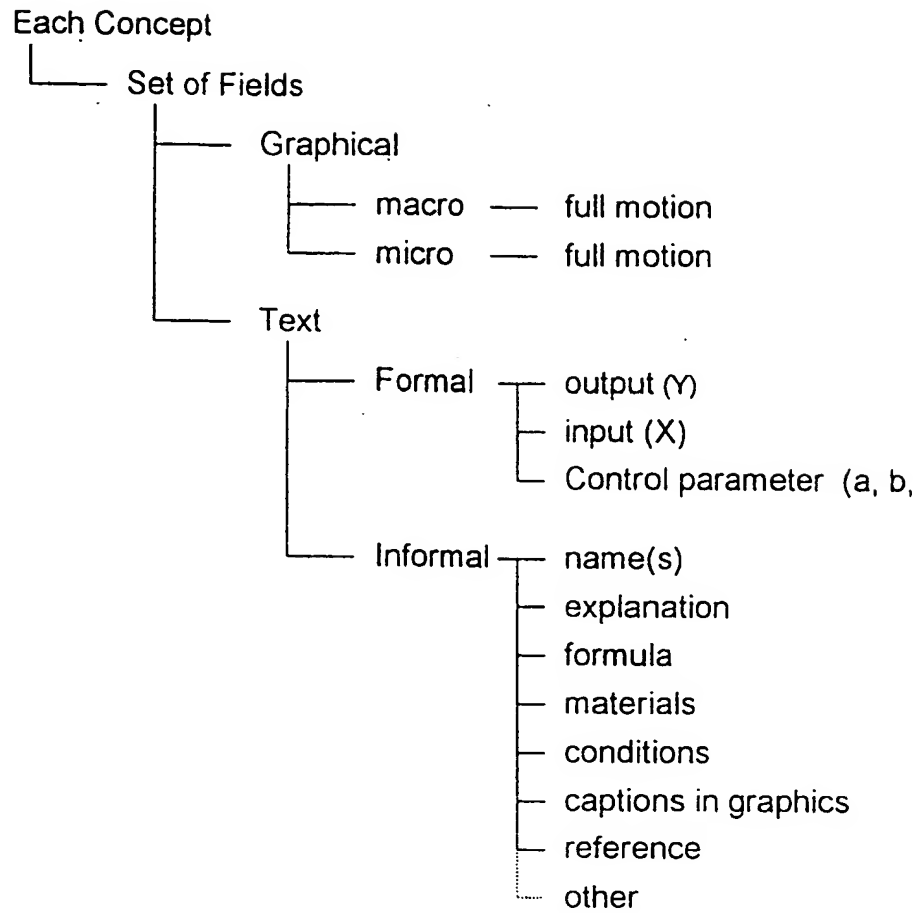 Each Concept
Set of Fields
Graphical
macro — full motion
micro — full motion
Text
Formal
output (Y)
input (X)
Control parameter (a, b,
Informal
name(s)
explanation
formula
materials
conditions
captions in graphics
reference
other